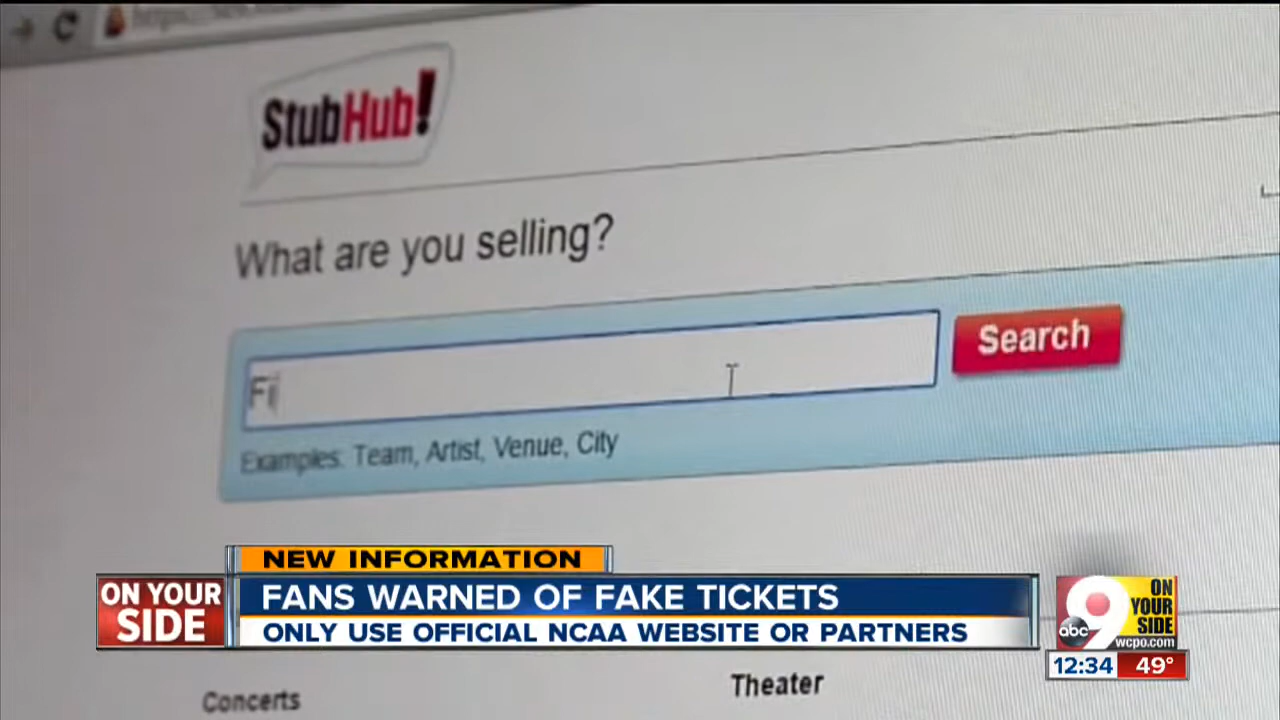 StubHub!
What are you selling?
Fi
Search
Examples: Team, Artist, Venue, City
NEW INFORMATION
ON YOUR
SIDE
FANS WARNED OF FAKE TICKETS
ONLY USE OFFICIAL NCAA WEBSITE OR PARTNERS
abc 9
ON
YOUR
SIDE
wcpo.com
12:34 49°
Concerts
Theater